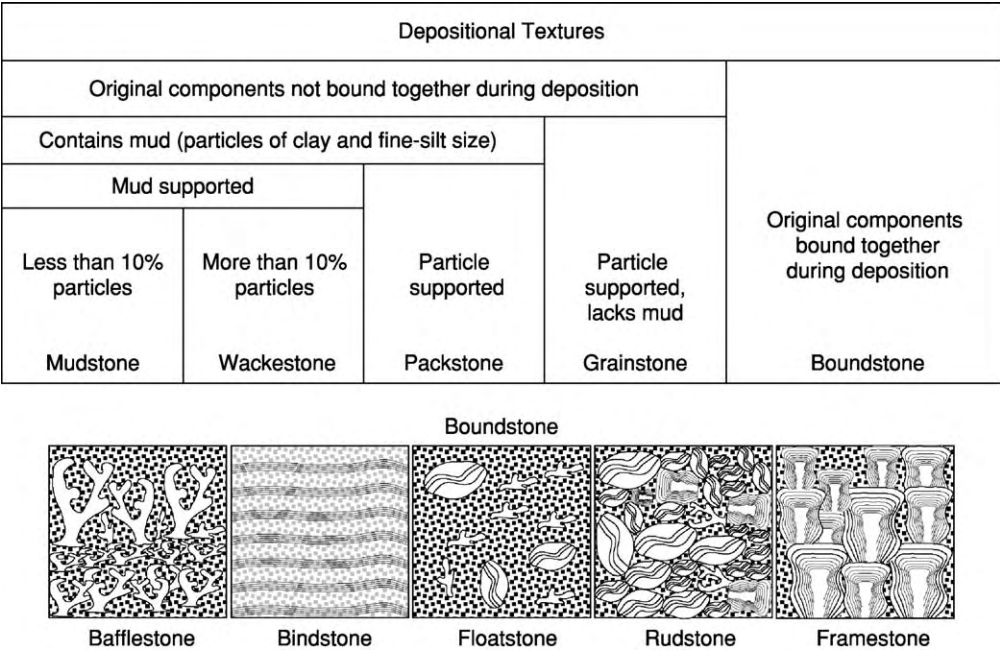 Depositional Textures
Original components not bound together during deposition
Contains mud (particles of clay and fine-silt size)
Mud supported
Less than 10%
particles
Mudstone
More than 10%
particles
Wackestone
Particle
supported
Packstone
Particle
supported,
lacks mud
Grainstone
Original components
bound together
during deposition
Boundstone
Boundstone
Bafflestone
Bindstone
Floatstone
Rudstone
Framestone